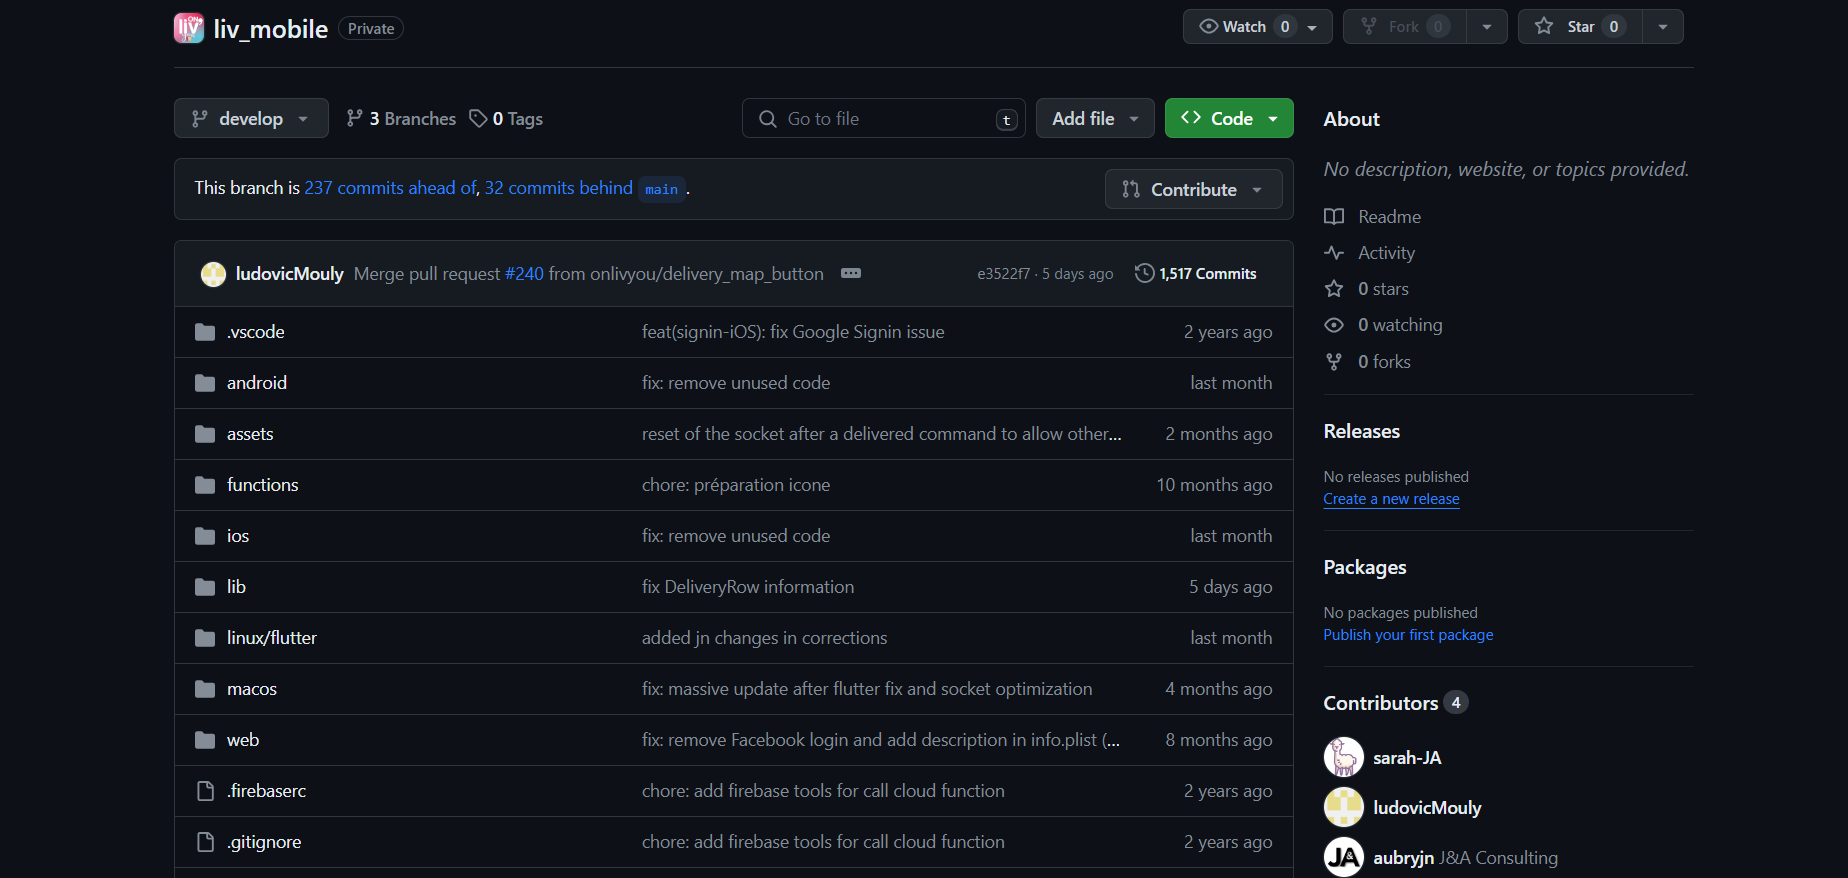 ON liv liv_mobile Private Watch 0 Fork 0 Star 0
develop 3 Branches 0 Tags Go to file t Add file Code
This branch is 237 commits ahead of, 32 commits behind main . Contribute
ludovicMouly Merge pull request #240 from onlivyou/delivery_map_button e3522f7 · 5 days ago 1,517 Commits
.vscode feat(signin-iOS): fix Google Signin issue 2 years ago
android fix: remove unused code last month
assets reset of the socket after a delivered command to allow other... 2 months ago
functions chore: préparation icone 10 months ago
ios fix: remove unused code last month
lib fix DeliveryRow information 5 days ago
linux/flutter added jn changes in corrections last month
macos fix: massive update after flutter fix and socket optimization 4 months ago
web fix: remove Facebook login and add description in info.plist (... 8 months ago
.firebaserc chore: add firebase tools for call cloud function 2 years ago
.gitignore chore: add firebase tools for call cloud function 2 years ago
About
No description, website, or topics provided.
Readme
Activity
0 stars
0 watching
0 forks
Releases
No releases published
Create a new release
Packages
No packages published
Publish your first package
Contributors 4
sarah-JA
ludovicMouly
J&A aubryjn J&A Consulting